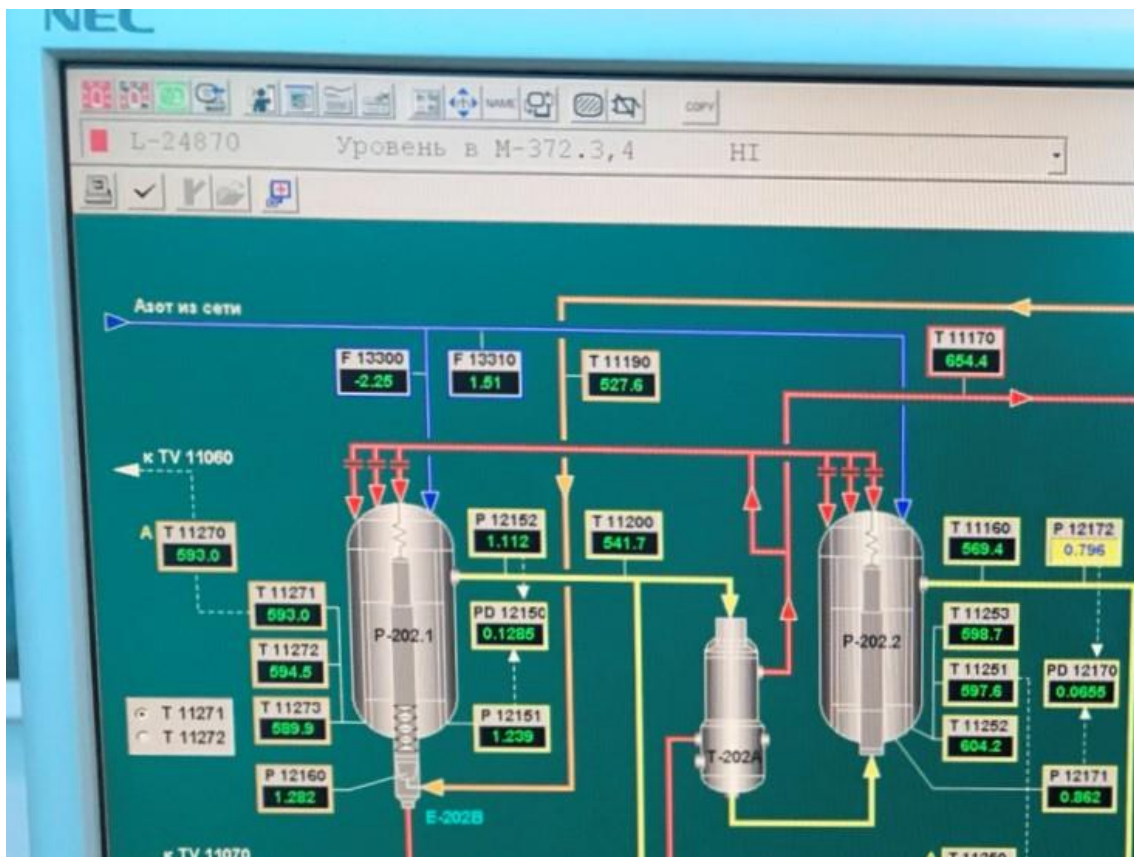 NEC
NAME
COPY
L-24870 Уровень в М-372.3,4 HI
Азот из сети
F 13300
-2.25
F 13310
1.51
T 11190
527.6
T 11170
654.4
к TV 11060
A T 11270
593.0
P 12152
1.112
T 11200
541.7
T 11160
569.4
P 12172
0.796
T 11271
593.0
P-202.1
PD 12150
0.1285
P-202.2
T 11253
598.7
T 11272
594.5
T 11251
597.6
PD 12170
0.0655
T 11271
T 11272
T 11273
589.9
P 12151
1.239
T-202A
T 11252
604.2
P 12160
1.282
P 12171
0.862
E-202B
к TV 11070